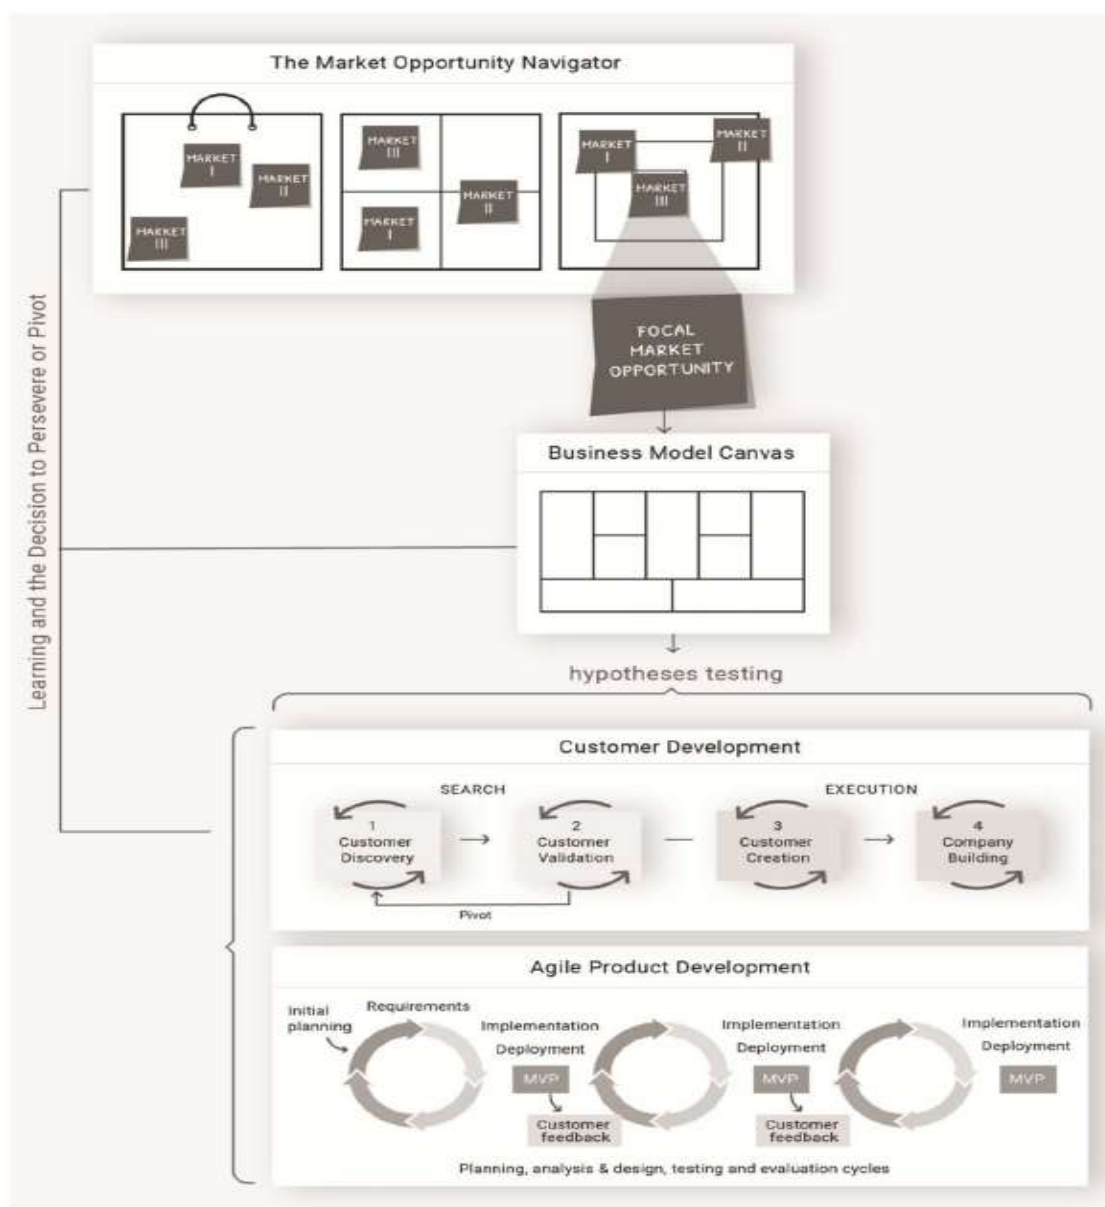 The Market Opportunity Navigator
MARKET
I
MARKET
II
MARKET
III
MARKET
III
MARKET
II
MARKET
I
MARKET
I
MARKET
II
MARKET
III
FOCAL
MARKET
OPPORTUNITY
Learning and the Decision to Persevere or Pivot
Business Model Canvas
hypotheses testing
Customer Development
SEARCH
EXECUTION
1
Customer
Discovery
2
Customer
Validation
3
Customer
Creation
4
Company
Building
Pivot
Agile Product Development
Initial
planning
Requirements
Implementation
Deployment
MVP
Customer
feedback
Implementation
Deployment
MVP
Customer
feedback
Implementation
Deployment
MVP
Planning, analysis & design, testing and evaluation cycles